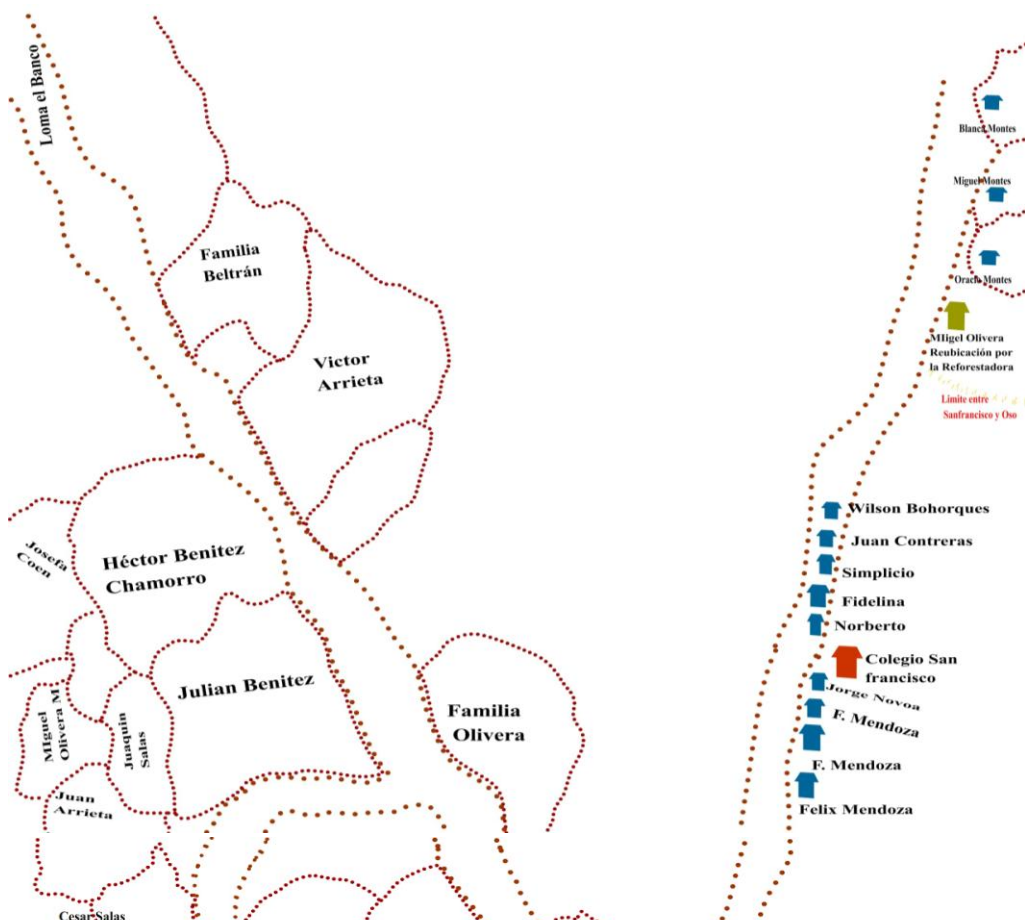 Loma el Banco
Familia
Beltrán
Victor
Arrieta
Josefa
Coen
Héctor Benitez
Chamorro
Julian Benitez
MIguel
Olivera M.
Juaquin
Salas
Juan
Arrieta
Cesar Salas
Familia
Olivera
Blanca Montes
Miguel Montes
Oracio Montes
MIigel Olivera
Reubicación por
la Reforestadora
Limite entre
Sanfrancisco y Oso
Wilson Bohorques
Juan Contreras
Simplicio
Fidelina
Norberto
Colegio San
francisco
Jorge Novoa
F. Mendoza
F. Mendoza
Felix Mendoza